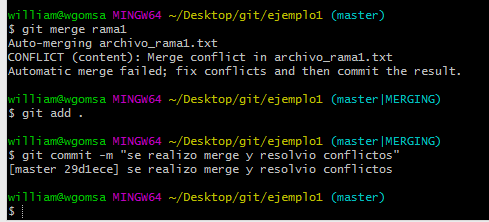 william@wgomsa MINGW64 ~/Desktop/git/ejemplo1 (master)
$ git merge rama1
Auto-merging archivo_rama1.txt
CONFLICT (content): Merge conflict in archivo_rama1.txt
Automatic merge failed; fix conflicts and then commit the result.
william@wgomsa MINGW64 ~/Desktop/git/ejemplo1 (master|MERGING)
$ git add .
william@wgomsa MINGW64 ~/Desktop/git/ejemplo1 (master|MERGING)
$ git commit -m "se realizo merge y resolvio conflictos"
[master 29d1ece] se realizo merge y resolvio conflictos
william@wgomsa MINGW64 ~/Desktop/git/ejemplo1 (master)
$